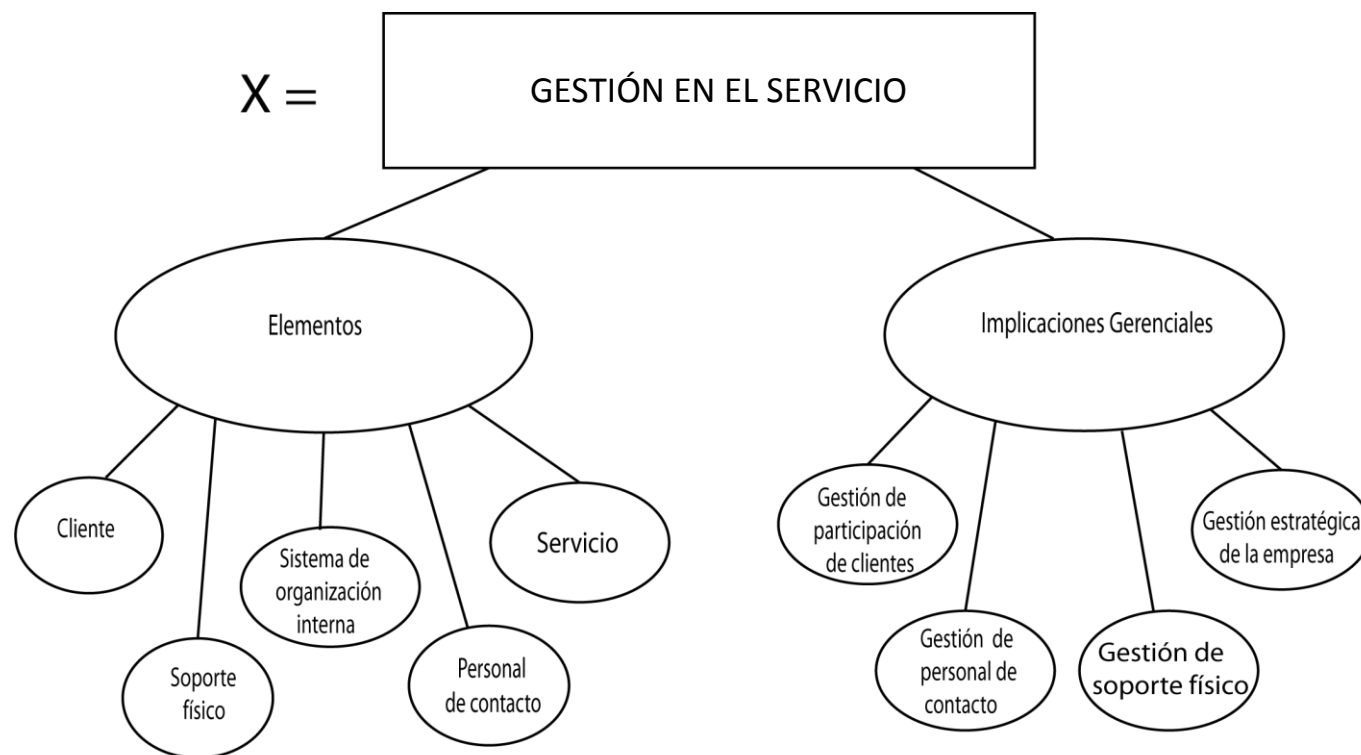 X =
GESTIÓN EN EL SERVICIO
Elementos
Implicaciones Gerenciales
Cliente
Soporte
físico
Sistema de
organización
interna
Personal
de contacto
Servicio
Gestión de
participación
de clientes
Gestión de
personal de
contacto
Gestión de
soporte físico
Gestión estratégica
de la empresa